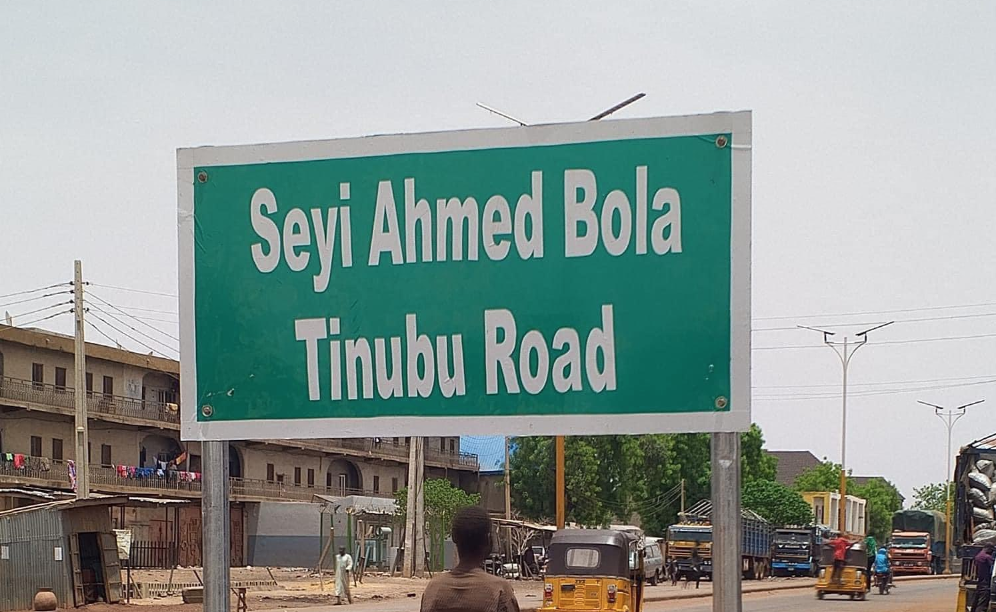 Seyi Ahmed Bola
Tinubu Road